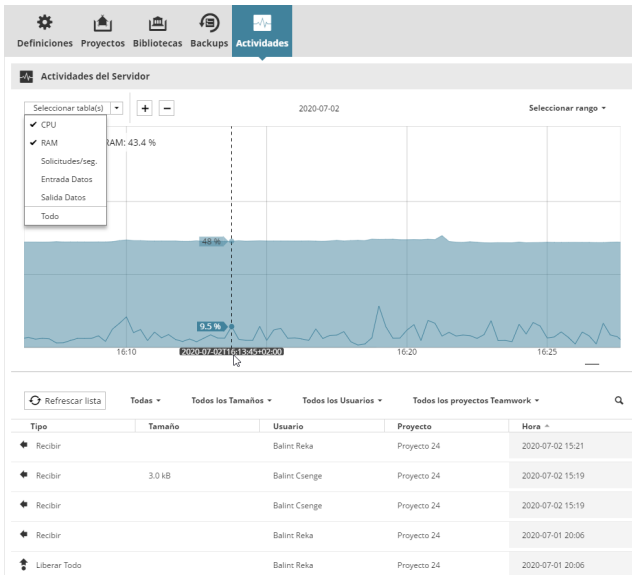 Definiciones Proyectos Bibliotecas Backups Actividades
Actividades del Servidor
Seleccionar tabla(s) 2020-07-02 Seleccionar rango
CPU
RAM RAM: 43.4 %
Solicitudes/seg.
Entrada Datos
Salida Datos
Todo
48 %
9.5 %
16:10 2020-07-02T16:13:45+02:00 16:20 16:25
Refrescar lista Todas Todos los Tamaños Todos los Usuarios Todos los proyectos Teamwork
Tipo Tamaño Usuario Proyecto Hora
Recibir Balint Reka Proyecto 24 2020-07-02 15:21
Recibir 3.0 kB Balint Csenge Proyecto 24 2020-07-02 15:19
Recibir Balint Csenge Proyecto 24 2020-07-02 15:19
Recibir Balint Reka Proyecto 24 2020-07-01 20:06
Liberar Todo Balint Reka Proyecto 24 2020-07-01 20:06